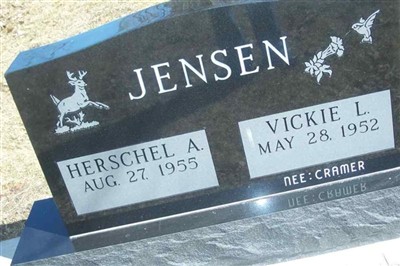 JENSEN
HERSCHEL A.
AUG. 27, 1955
VICKIE L.
MAY 28, 1952
NEE: CRAMER